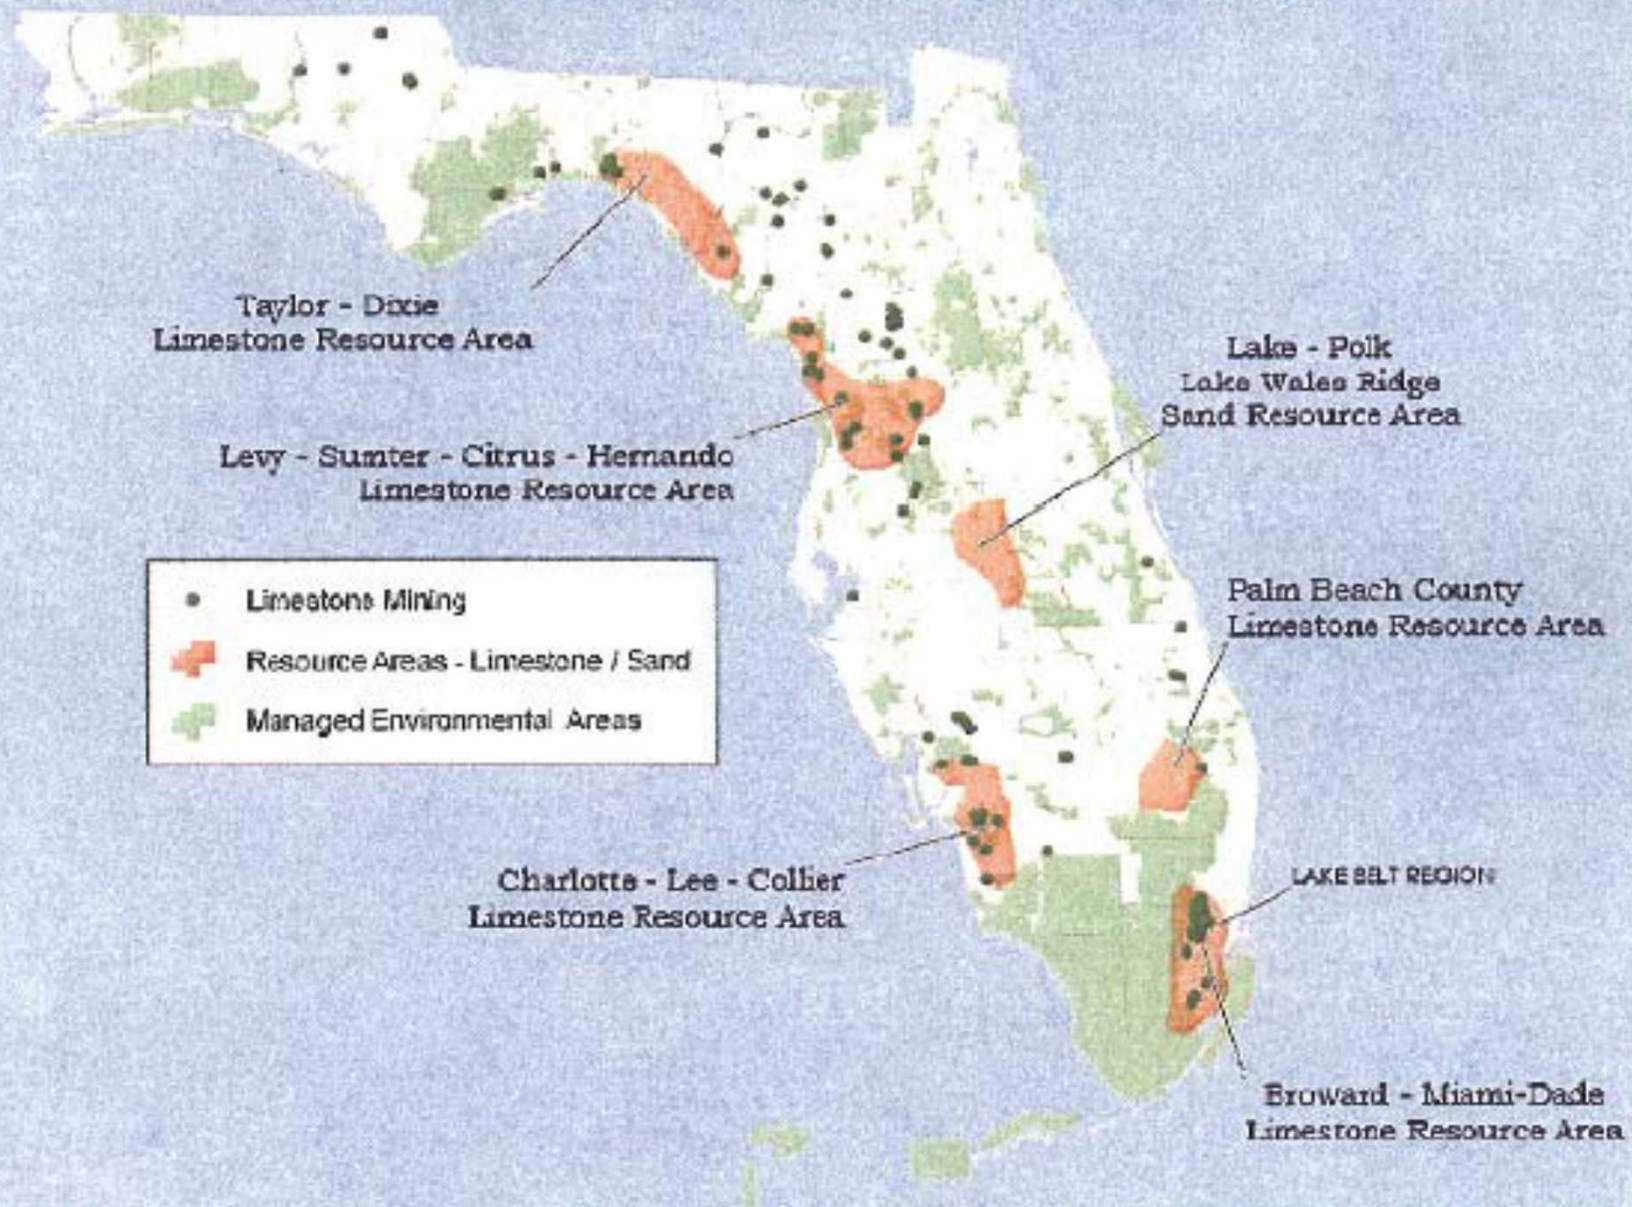 Taylor - Dixie
Limestone Resource Area
Lake - Polk
Lake Wales Ridge
Sand Resource Area
Levy - Sumter - Citrus - Hernando
Limestone Resource Area
Limestone Mining
Resource Areas - Limestone / Sand
Managed Environmental Areas
Palm Beach County
Limestone Resource Area
Charlotte - Lee - Collier
Limestone Resource Area
LAKE BELT REGION
Broward - Miami-Dade
Limestone Resource Area